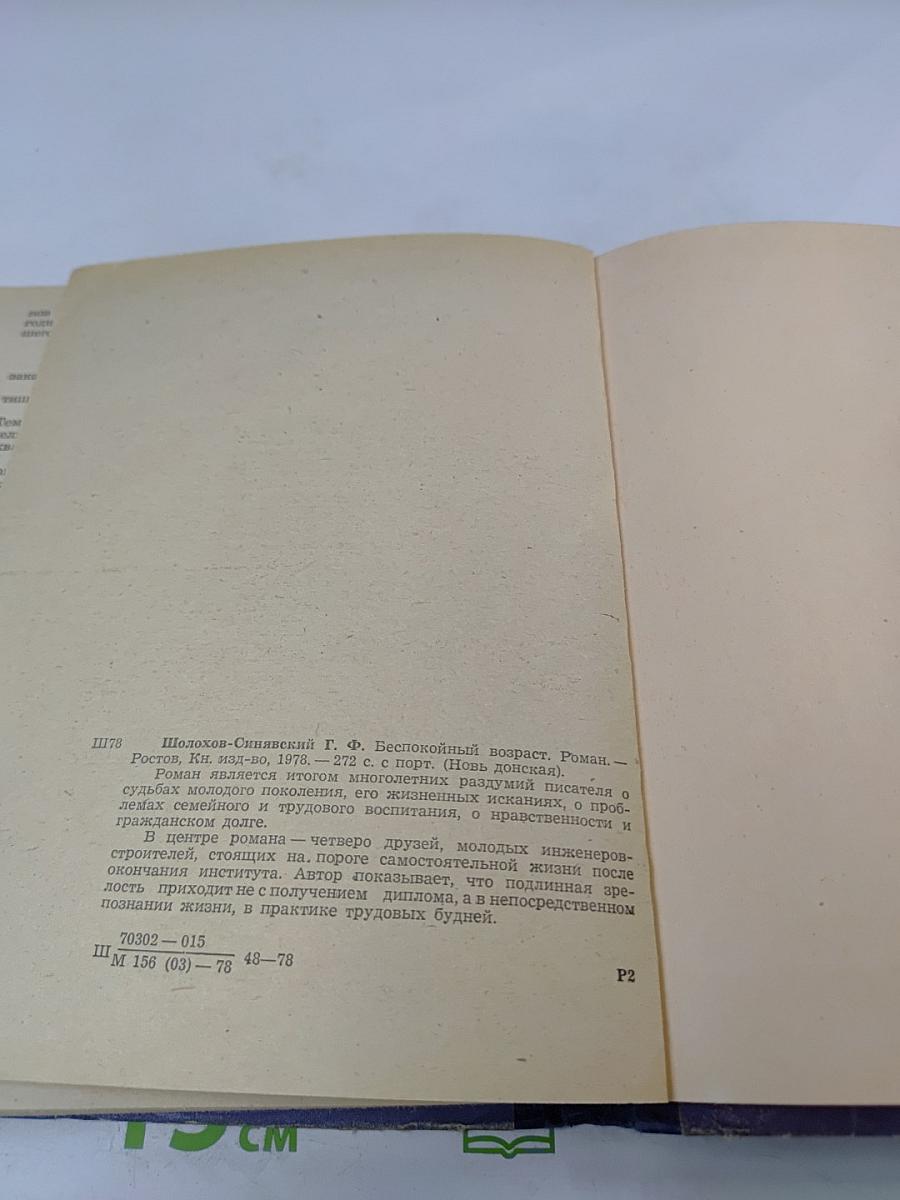 Ш78 Шолохов-Синявский Г. Ф. Беспокойный возраст. Роман. —
Ростов, Кн. изд-во, 1978. — 272 с. с порт. (Новь донская).
Роман является итогом многолетних раздумий писателя о
судьбах молодого поколения, его жизненных исканиях, о проб-
лемах семейного и трудового воспитания, о нравственности и
гражданском долге.
В центре романа — четверо друзей, молодых инженеров-
строителей, стоящих на пороге самостоятельной жизни после
окончания института. Автор показывает, что подлинная зре-
лость приходит не с получением диплома, а в непосредственном
познании жизни, в практике трудовых будней.
Ш 70302 — 015
М 156 (03) — 78 48—78
Р2
СМ